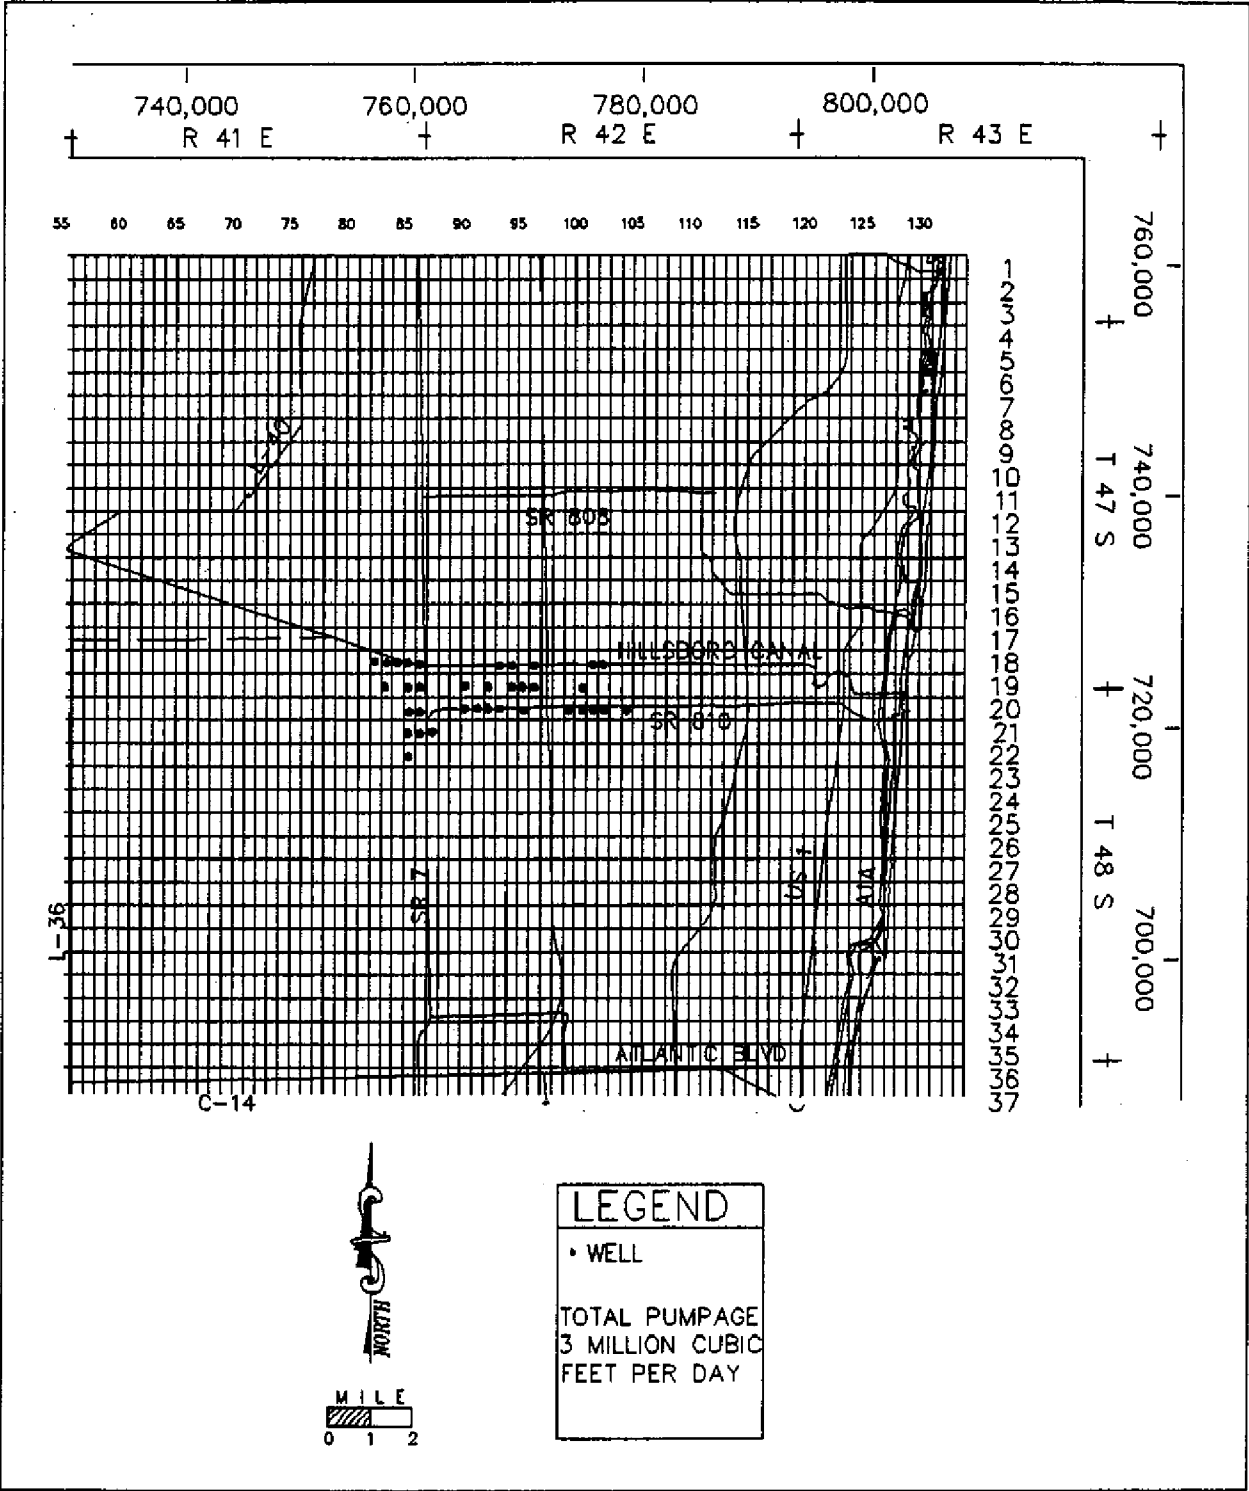 740,000 760,000 780,000 800,000
R 41 E R 42 E R 43 E
55 60 65 70 75 80 85 90 95 100 105 110 115 120 125 130
1
2
3
4
5
6
7
8
9
10
11
12
13
14
15
16
17
18
19
20
21
22
23
24
25
26
27
28
29
30
31
32
33
34
35
36
37
760,000
740,000
720,000
700,000
T 47 S
T 48 S
L-40
SR 808
HILLSBORO CANAL
SR 810
SR 7
US 1
A1A
L-36
ATLANTIC BLVD
C-14
NORTH
MILE
0 1 2
LEGEND
• WELL
TOTAL PUMPAGE
3 MILLION CUBIC
FEET PER DAY